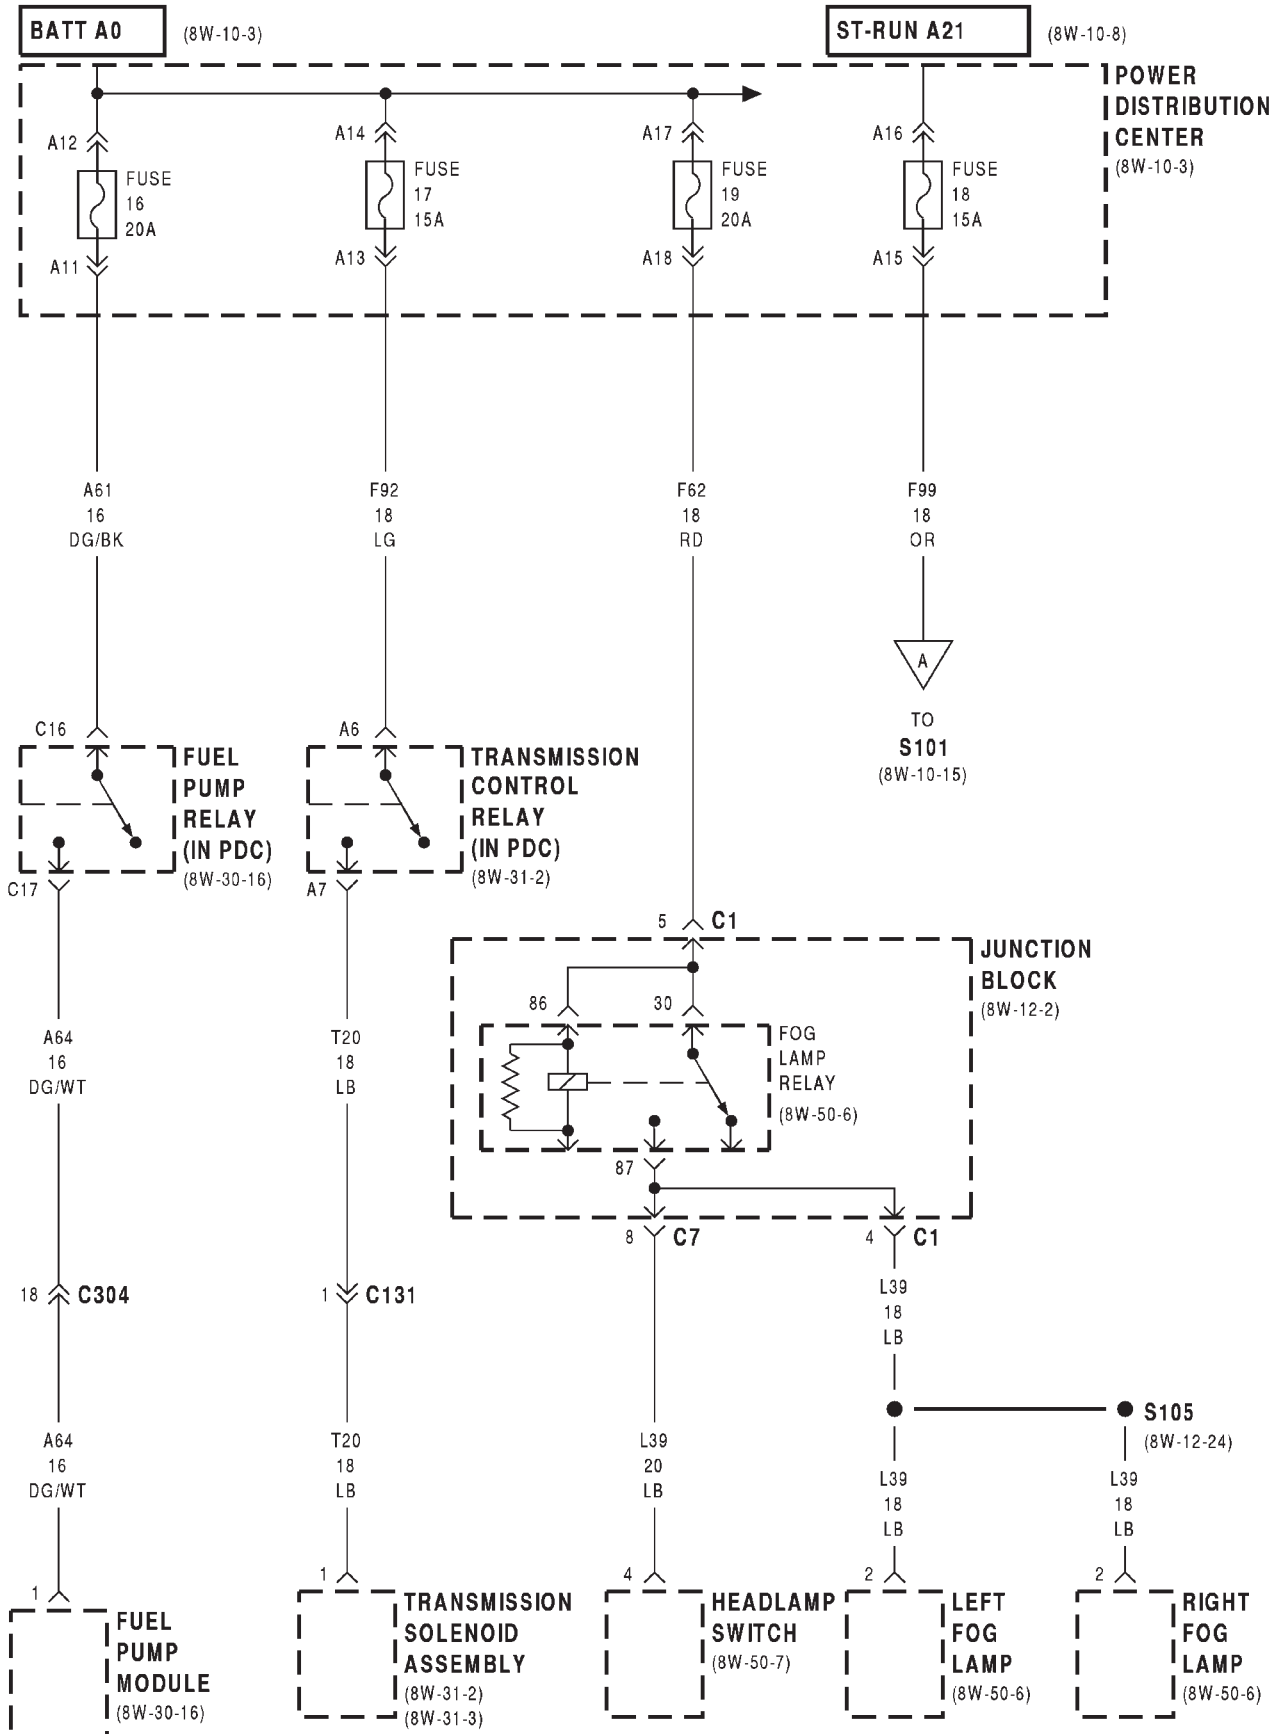 BATT A0
(8W-10-3)
ST-RUN A21
(8W-10-8)
POWER
DISTRIBUTION
CENTER
(8W-10-3)
A12
FUSE
16
20A
A11
A14
FUSE
17
15A
A13
A17
FUSE
19
20A
A18
A16
FUSE
18
15A
A15
A61
16
DG/BK
F92
18
LG
F62
18
RD
F99
18
OR
A
TO
S101
(8W-10-15)
C16
FUEL
PUMP
RELAY
(IN PDC)
(8W-30-16)
C17
A6
TRANSMISSION
CONTROL
RELAY
(IN PDC)
(8W-31-2)
A7
5
C1
JUNCTION
BLOCK
(8W-12-2)
86
30
FOG
LAMP
RELAY
(8W-50-6)
87
A64
16
DG/WT
T20
18
LB
8
C7
4
C1
18
C304
1
C131
L39
18
LB
S105
(8W-12-24)
A64
16
DG/WT
T20
18
LB
L39
20
LB
L39
18
LB
L39
18
LB
1
FUEL
PUMP
MODULE
(8W-30-16)
1
TRANSMISSION
SOLENOID
ASSEMBLY
(8W-31-2)
(8W-31-3)
4
HEADLAMP
SWITCH
(8W-50-7)
2
LEFT
FOG
LAMP
(8W-50-6)
2
RIGHT
FOG
LAMP
(8W-50-6)